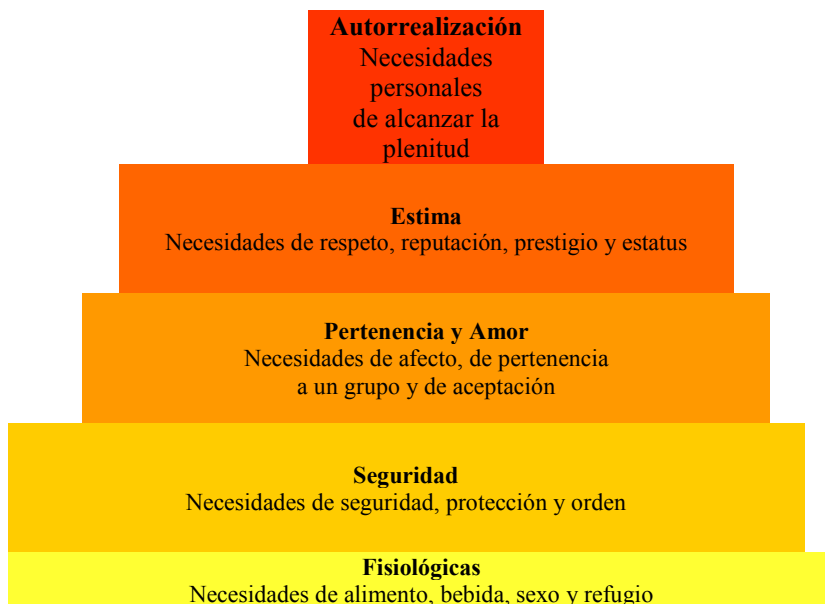 Autorrealización
Necesidades
personales
de alcanzar la
plenitud
Estima
Necesidades de respeto, reputación, prestigio y estatus
Pertenencia y Amor
Necesidades de afecto, de pertenencia
a un grupo y de aceptación
Seguridad
Necesidades de seguridad, protección y orden
Fisiológicas
Necesidades de alimento, bebida, sexo y refugio